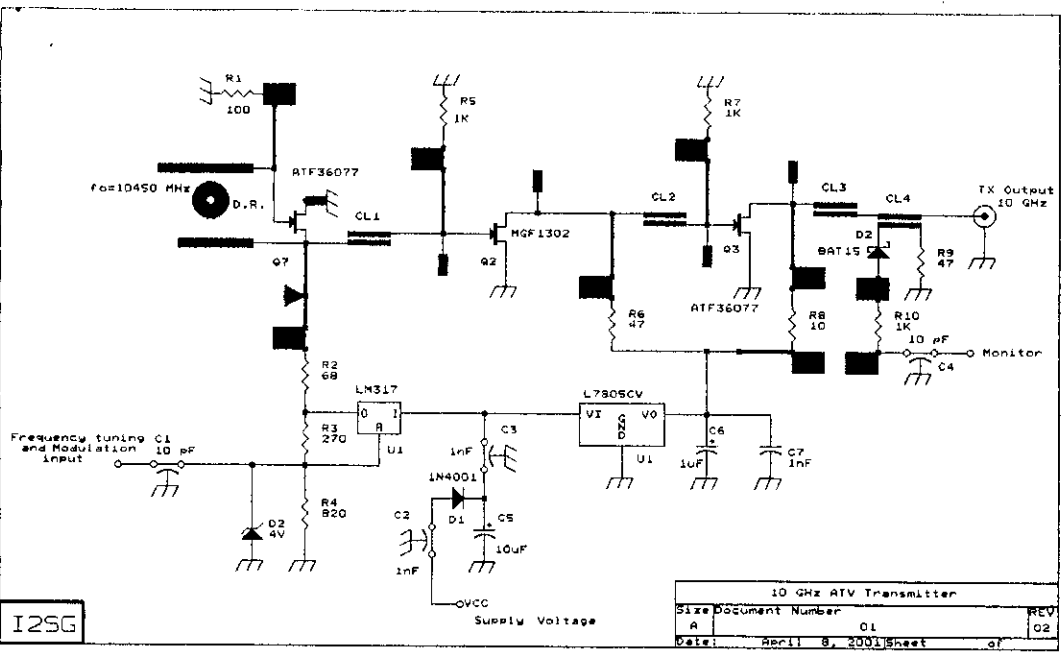 R1
100
R5
1K
R7
1K
fo=10450 MHz
D.R.
ATF36077
CL1
Q7
MGF1302
Q2
CL2
Q3
ATF36077
CL3
CL4
TX Output
10 GHz
D2
BAT15
R9
47
R6
47
R8
10
R10
1K
10 pF
C4
Monitor
R2
68
LM317
O I
A
U1
L7805CV
VI VO
GND
U1
R3
270
Frequency tuning
and Modulation
input
C1
10 pF
C3
1nF
C6
1uF
C7
1nF
1N4001
D1
D2
4V
R4
820
C2
1nF
C5
10uF
VCC
Supply Voltage
I2SG
10 GHz ATV Transmitter
Size Document Number REV
A 01 02
Date: April 8, 2001 Sheet of